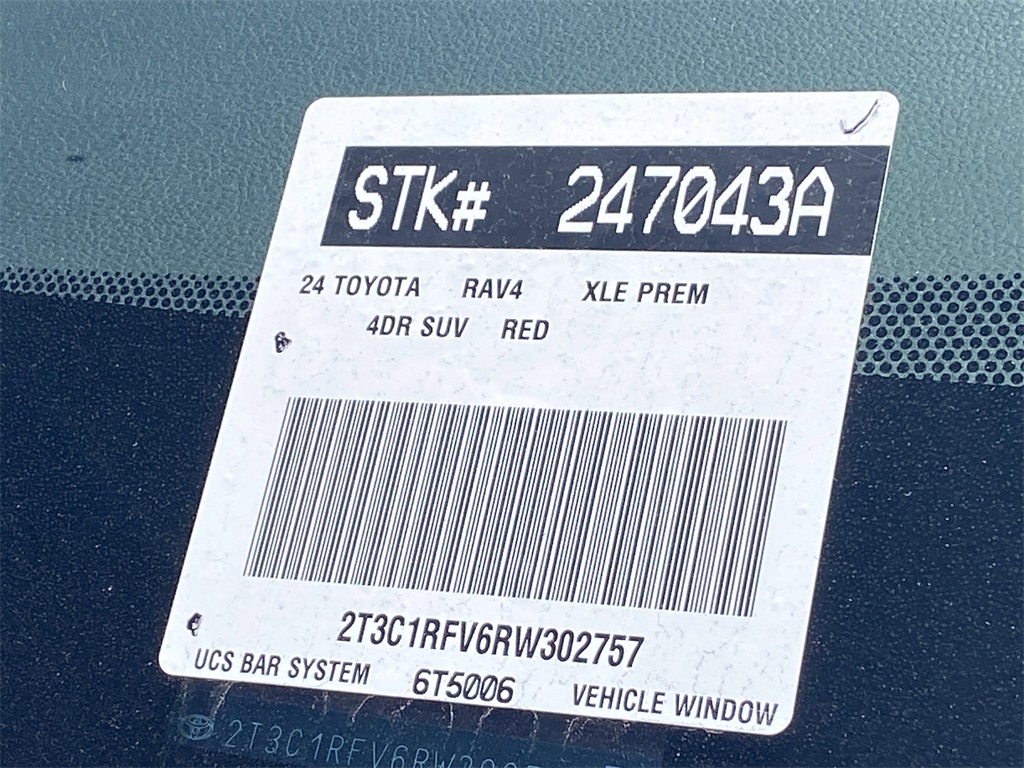 STK# 247043A
24 TOYOTA RAV4 XLE PREM
4DR SUV RED
2T3C1RFV6RW302757
UCS BAR SYSTEM 6T5006 VEHICLE WINDOW